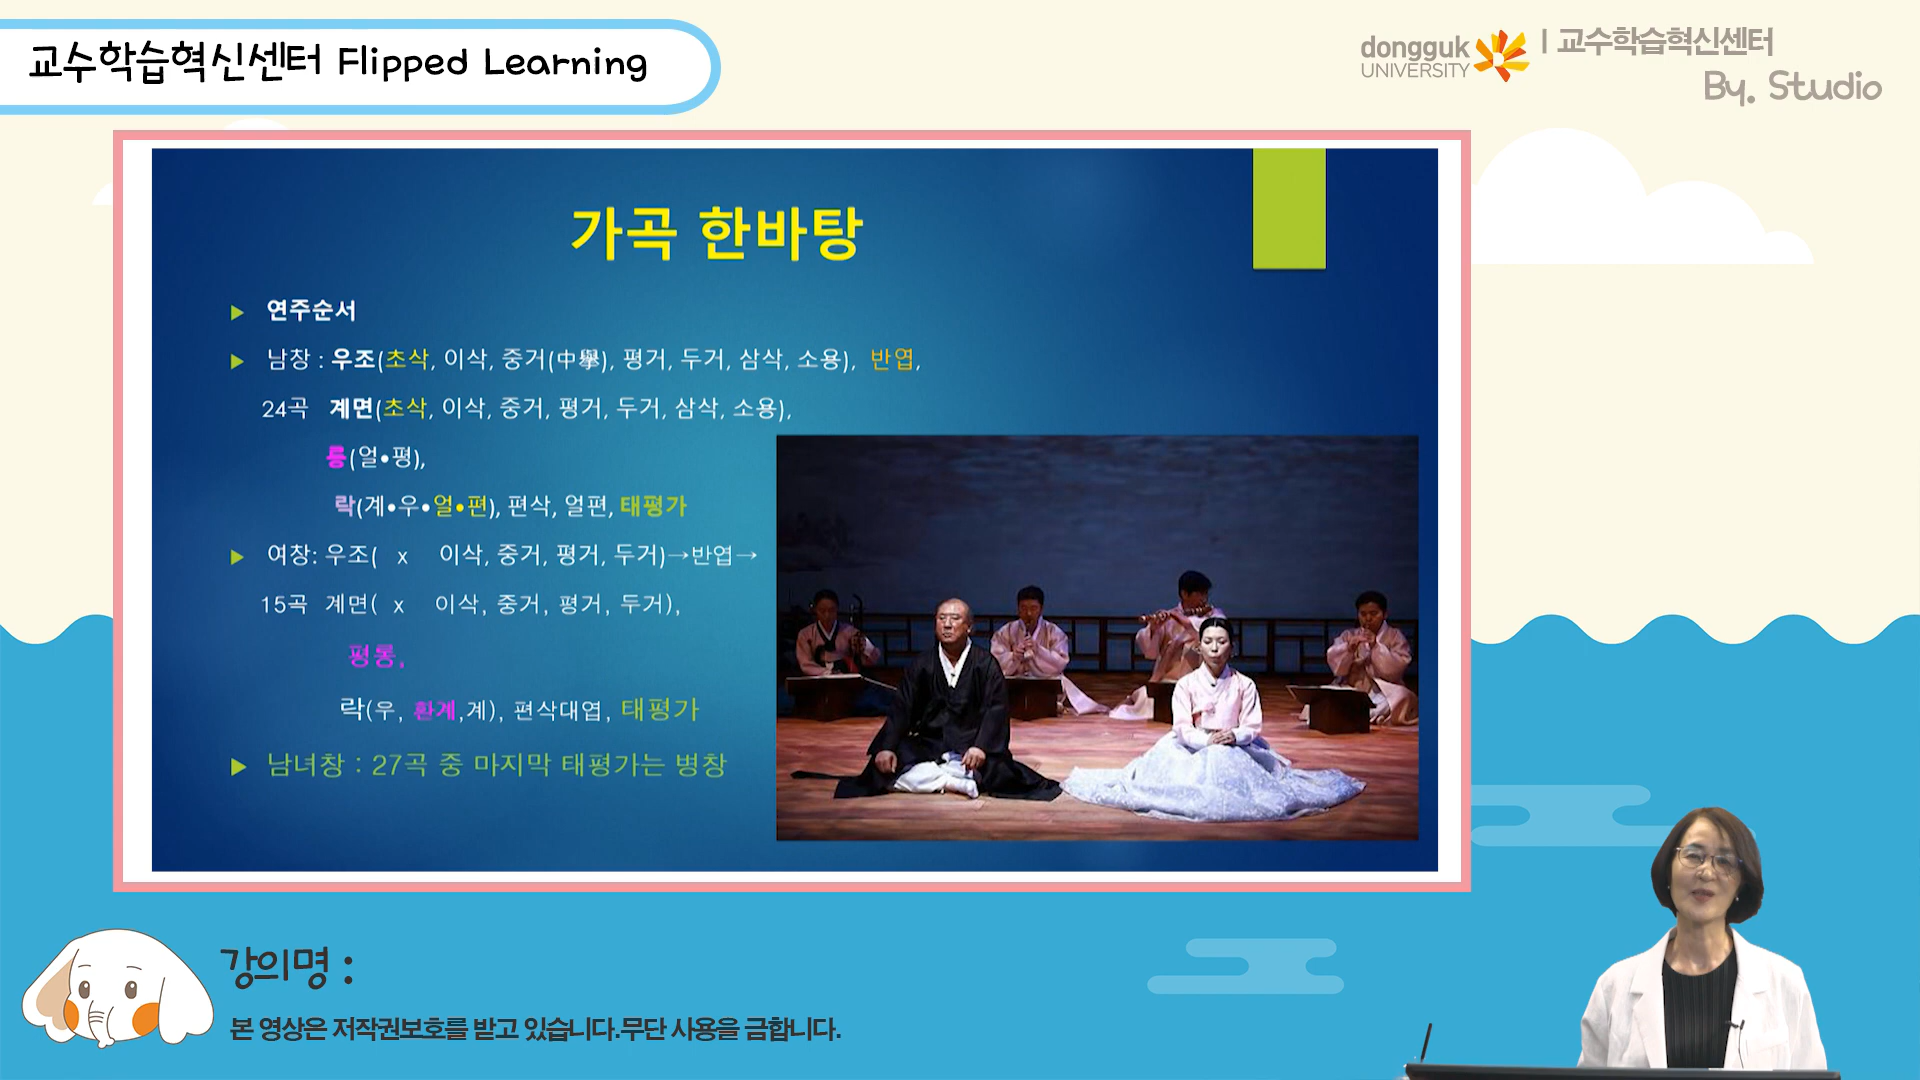 교수학습혁신센터 Flipped Learning
dongguk UNIVERSITY | 교수학습혁신센터
By. Studio
가곡 한바탕
▶ 연주순서
▶ 남창 : 우조(초삭, 이삭, 중거(中擧), 평거, 두거, 삼삭, 소용), 반엽,
24곡 계면(초삭, 이삭, 중거, 평거, 두거, 삼삭, 소용),
롱(얼•평),
락(계•우•얼•편), 편삭, 얼편, 태평가
▶ 여창: 우조( x 이삭, 중거, 평거, 두거)→반엽→
15곡 계면( x 이삭, 중거, 평거, 두거),
평롱,
락(우, 환계,계), 편삭대엽, 태평가
▶ 남녀창 : 27곡 중 마지막 태평가는 병창
강의명 :
본 영상은 저작권보호를 받고 있습니다.무단 사용을 금합니다.